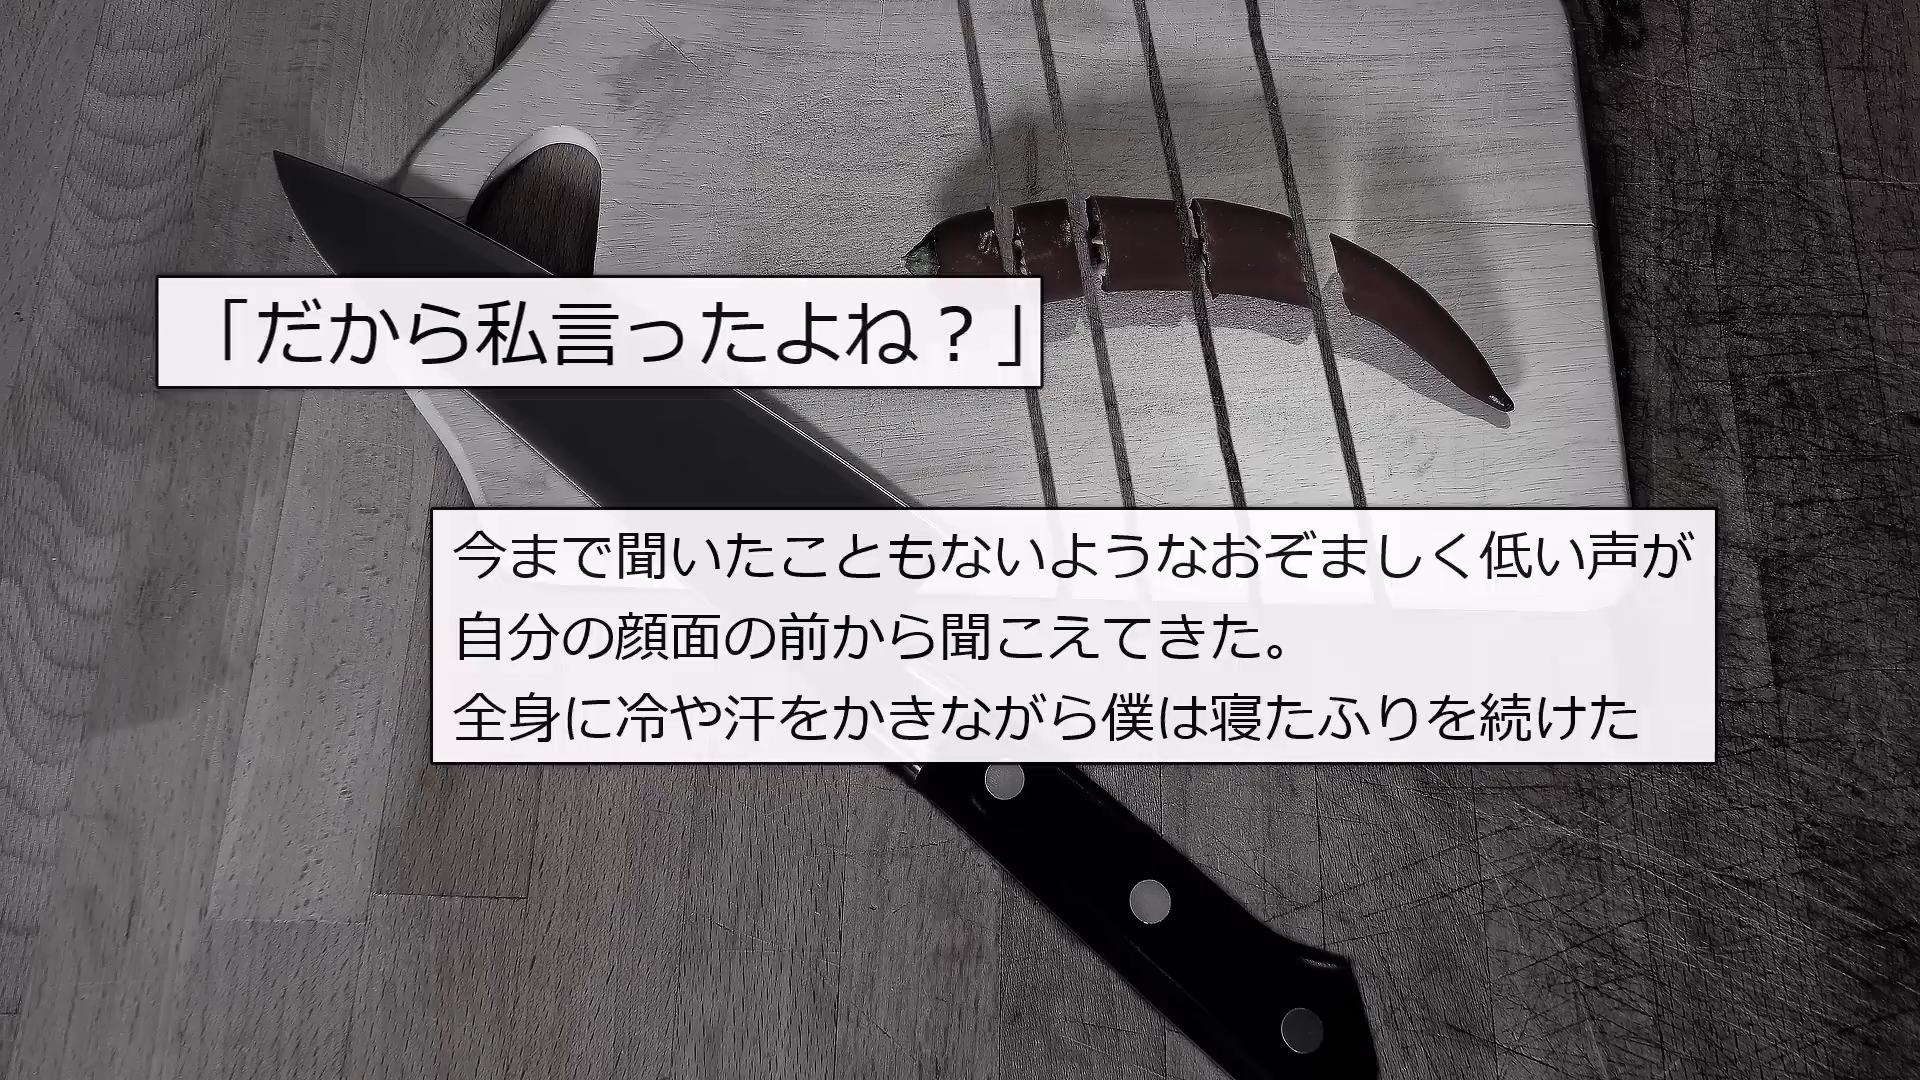 「だから私言ったよね？」
今まで聞いたこともないようなおぞましく低い声が
自分の顔面の前から聞こえてきた。
全身に冷や汗をかきながら僕は寝たふりを続けた